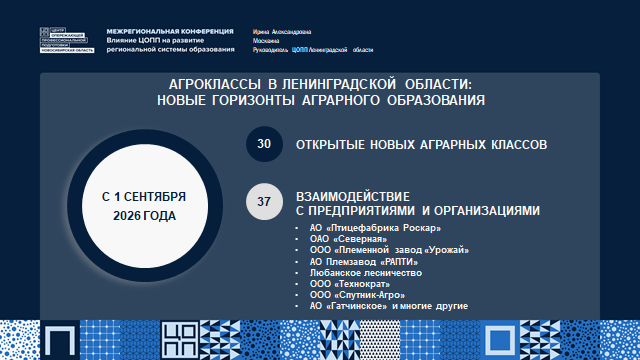 ЦЕНТР
ОПЕРЕЖАЮЩЕЙ
ПРОФЕССИОНАЛЬНОЙ
ПОДГОТОВКИ
НОВОСИБИРСКАЯ ОБЛАСТЬ
МЕЖРЕГИОНАЛЬНАЯ КОНФЕРЕНЦИЯ
Влияние ЦОПП на развитие
региональной системы образования
Ирина Александровна
Москвина
Руководитель ЦОПП Ленинградской области
АГРОКЛАССЫ В ЛЕНИНГРАДСКОЙ ОБЛАСТИ:
НОВЫЕ ГОРИЗОНТЫ АГРАРНОГО ОБРАЗОВАНИЯ
С 1 СЕНТЯБРЯ
2026 ГОДА
30
ОТКРЫТЫЕ НОВЫХ АГРАРНЫХ КЛАССОВ
37
ВЗАИМОДЕЙСТВИЕ
С ПРЕДПРИЯТИЯМИ И ОРГАНИЗАЦИЯМИ
• АО «Птицефабрика Роскар»
• ОАО «Северная»
• ООО «Племенной завод «Урожай»
• АО Племзавод «РАПТИ»
• Любанское лесничество
• ООО «Технократ»
• ООО «Спутник-Агро»
• АО «Гатчинское» и многие другие
ЦОПП